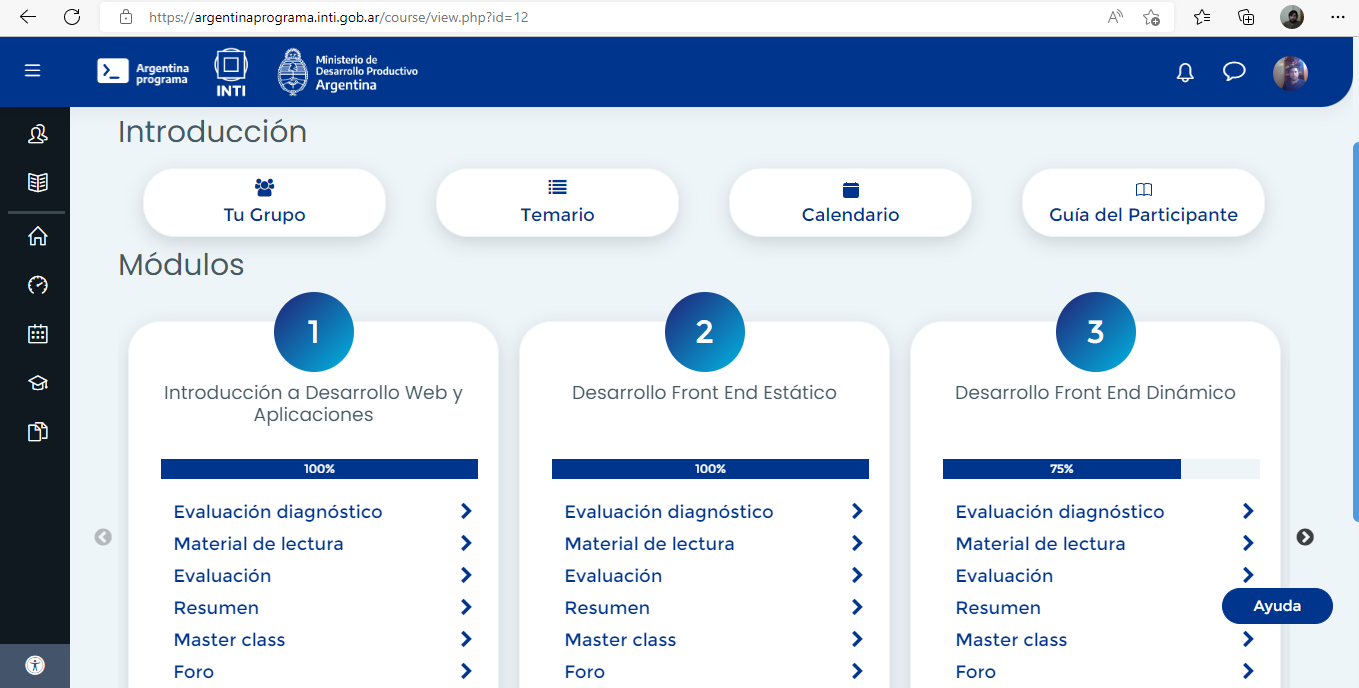 https://argentinaprograma.inti.gob.ar/course/view.php?id=12
Argentina
programa
INTI
Ministerio de
Desarrollo Productivo
Argentina
Introducción
Tu Grupo
Temario
Calendario
Guía del Participante
Módulos
1
Introducción a Desarrollo Web y
Aplicaciones
100%
Evaluación diagnóstico
Material de lectura
Evaluación
Resumen
Master class
Foro
2
Desarrollo Front End Estático
100%
Evaluación diagnóstico
Material de lectura
Evaluación
Resumen
Master class
Foro
3
Desarrollo Front End Dinámico
75%
Evaluación diagnóstico
Material de lectura
Evaluación
Resumen
Master class
Foro
Ayuda